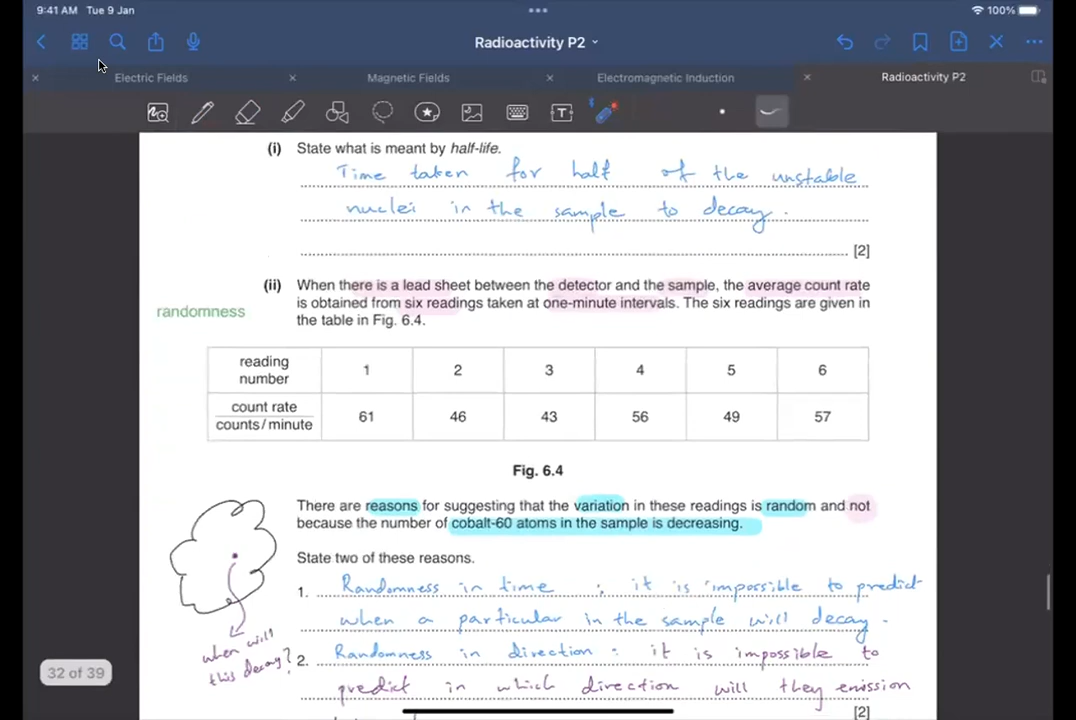 9:41 AM Tue 9 Jan
100%
Radioactivity P2
Electric Fields
Magnetic Fields
Electromagnetic Induction
Radioactivity P2
(i) State what is meant by half-life.
Time taken for half of the unstable
nuclei in the sample to decay.
[2]
(ii) When there is a lead sheet between the detector and the sample, the average count rate
is obtained from six readings taken at one-minute intervals. The six readings are given in
the table in Fig. 6.4.
randomness
reading number 1 2 3 4 5 6
count rate counts/minute 61 46 43 56 49 57
Fig. 6.4
There are reasons for suggesting that the variation in these readings is random and not
because the number of cobalt-60 atoms in the sample is decreasing.
State two of these reasons.
1. Randomness in time : it is impossible to predict
when a particular in the sample will decay.
2. Randomness in direction : it is impossible to
predict in which direction will they emission
[2]
when will
this decay?
32 of 39